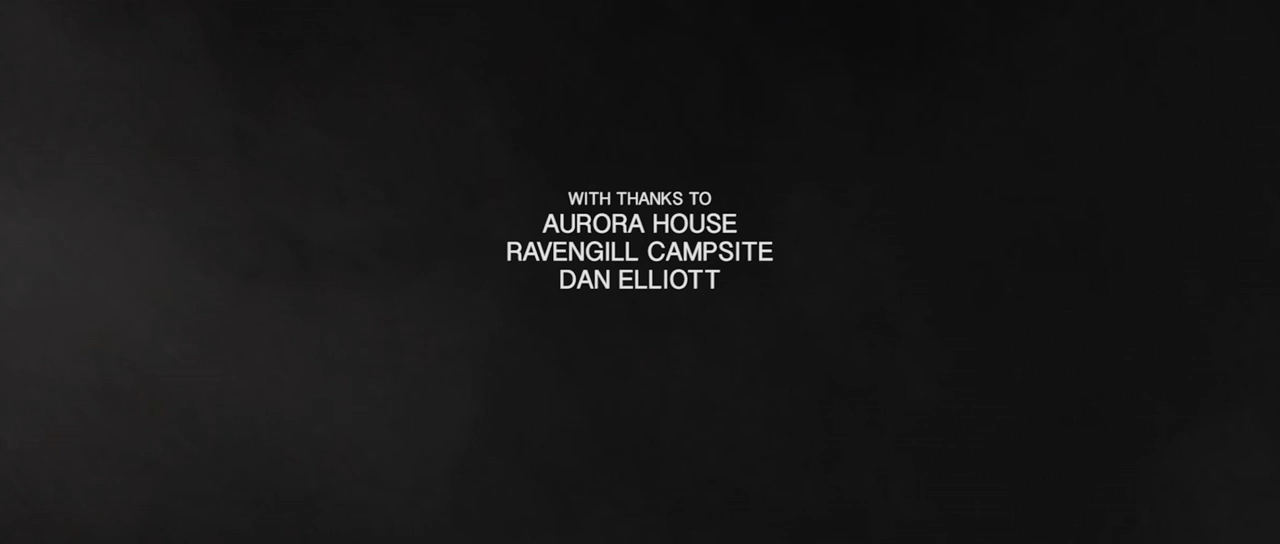 WITH THANKS TO
AURORA HOUSE
RAVENGILL CAMPSITE
DAN ELLIOTT